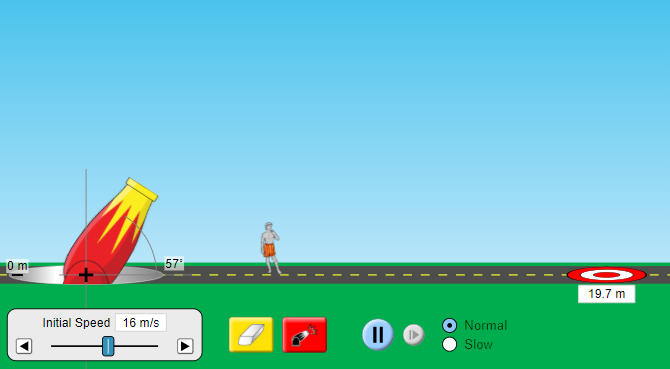 0 m
57°
19.7 m
Initial Speed 16 m/s
Normal
Slow